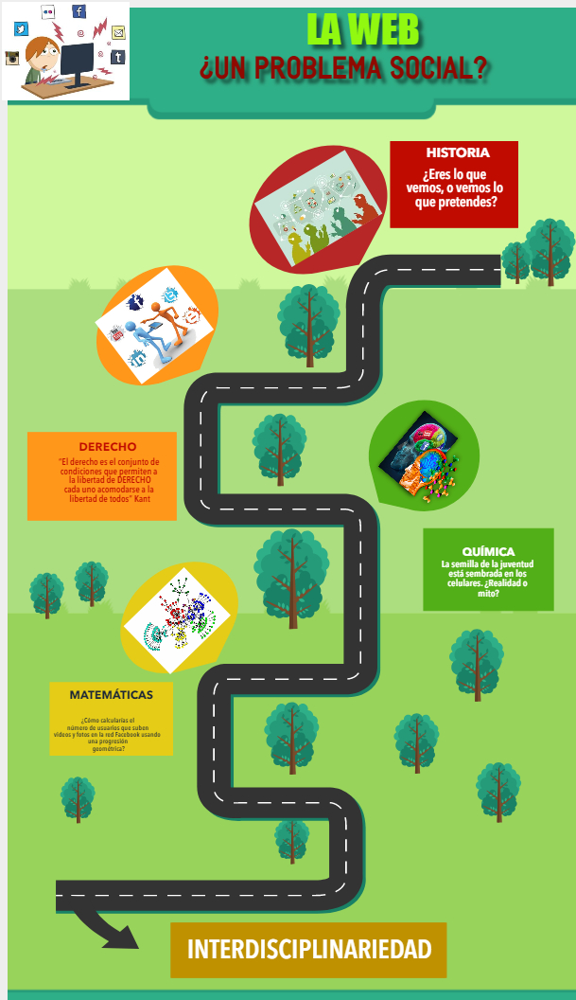 LA WEB
¿UN PROBLEMA SOCIAL?
HISTORIA
¿Eres lo que
vemos, o vemos lo
que pretendes?
DERECHO
"El derecho es el conjunto de
condiciones que permiten a
la libertad de DERECHO
cada uno acomodarse a la
libertad de todos" Kant
QUÍMICA
La semilla de la juventud
está sembrada en los
celulares. ¿Realidad o
mito?
MATEMÁTICAS
¿Cómo calcularías el
número de usuarios que suben
videos y fotos en la red Facebook usando
una progresión
geométrica?
INTERDISCIPLINARIEDAD